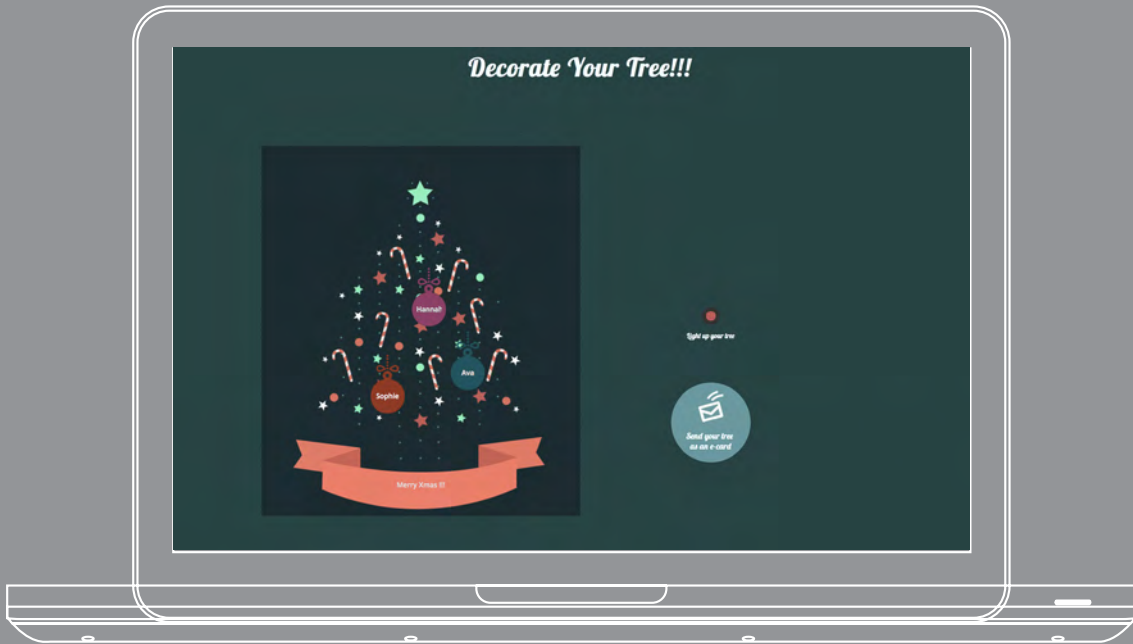 Decorate Your Tree!!!
Hannah
Ava
Sophie
Merry Xmas !!!
Light up your tree
Send your tree
as an e-card